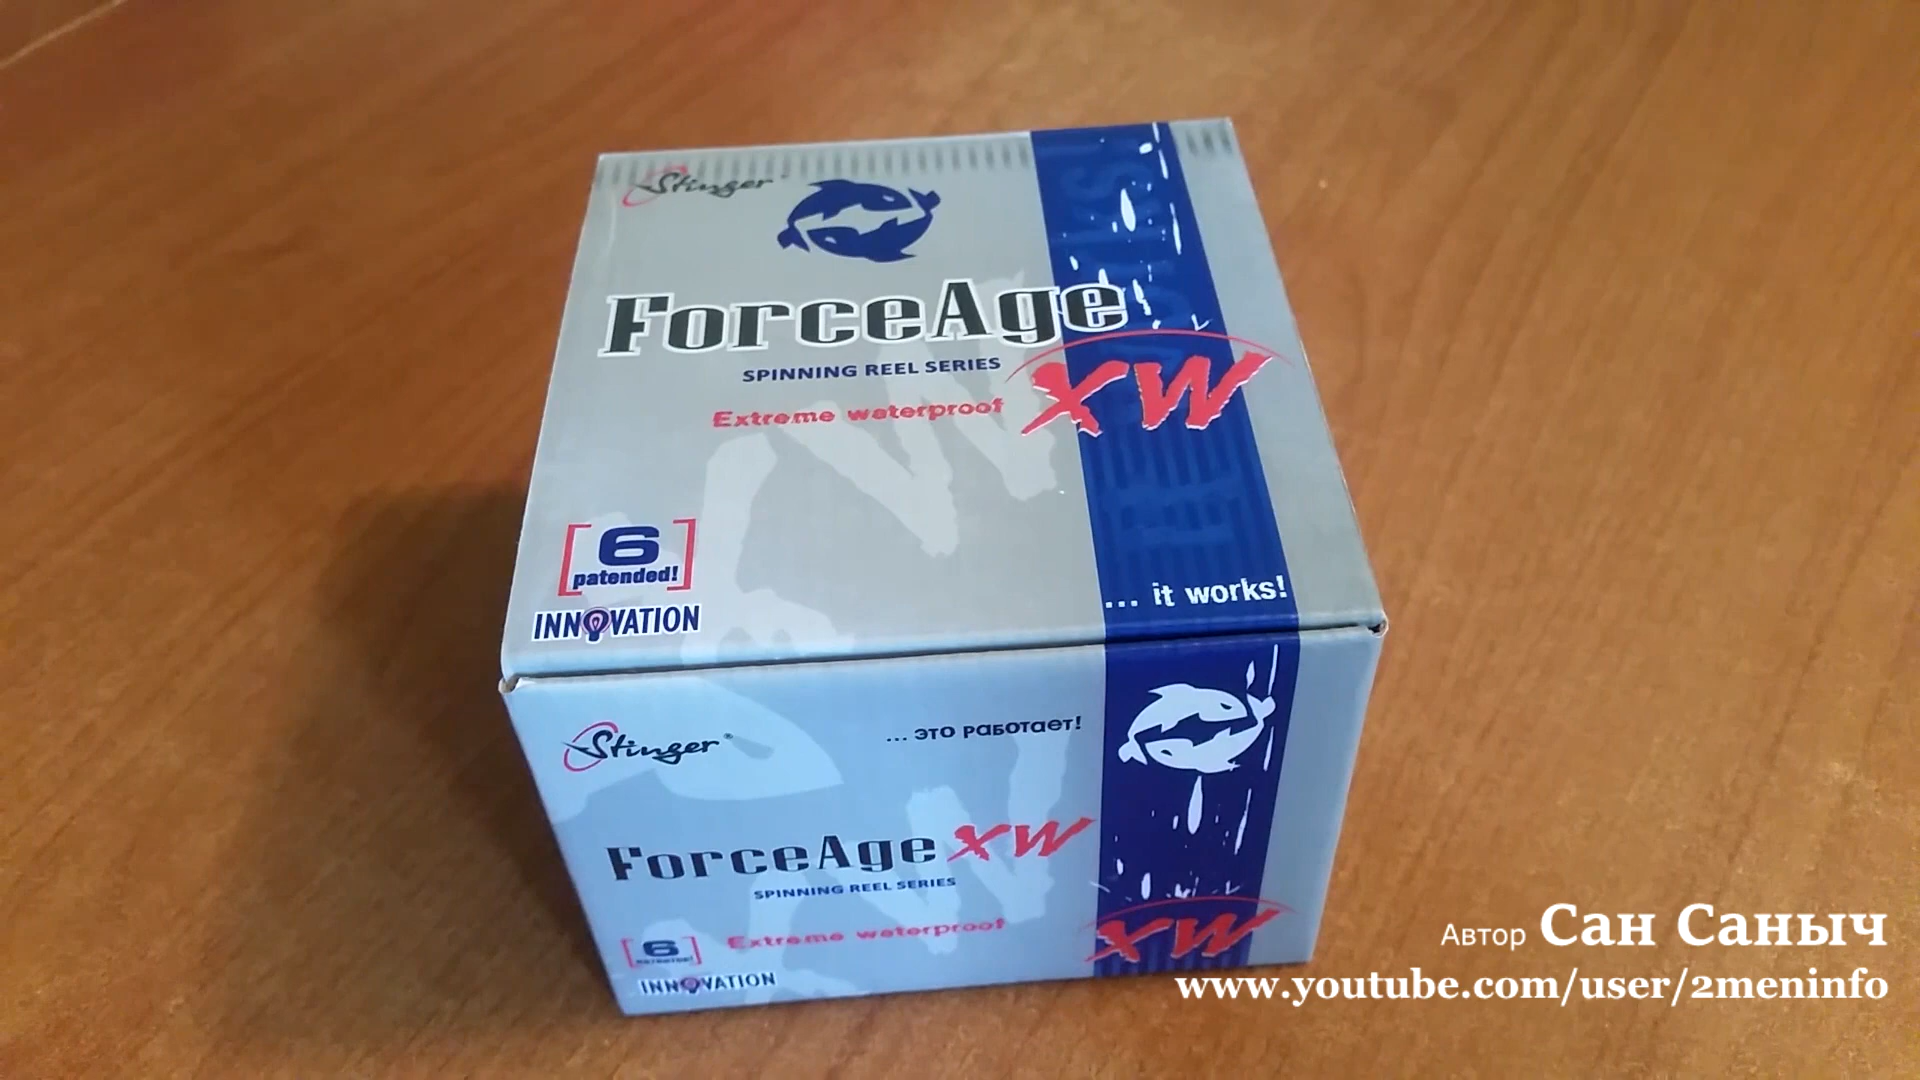 Stinger
ForceAge
SPINNING REEL SERIES
XW
Extreme waterproof
[6
patended!]
INNOVATION
... it works!
Stinger®
... это работает!
ForceAge XW
SPINNING REEL SERIES
Extreme waterproof
[6]
INNOVATION
XW
Автор Сан Саныч
www.youtube.com/user/2meninfo